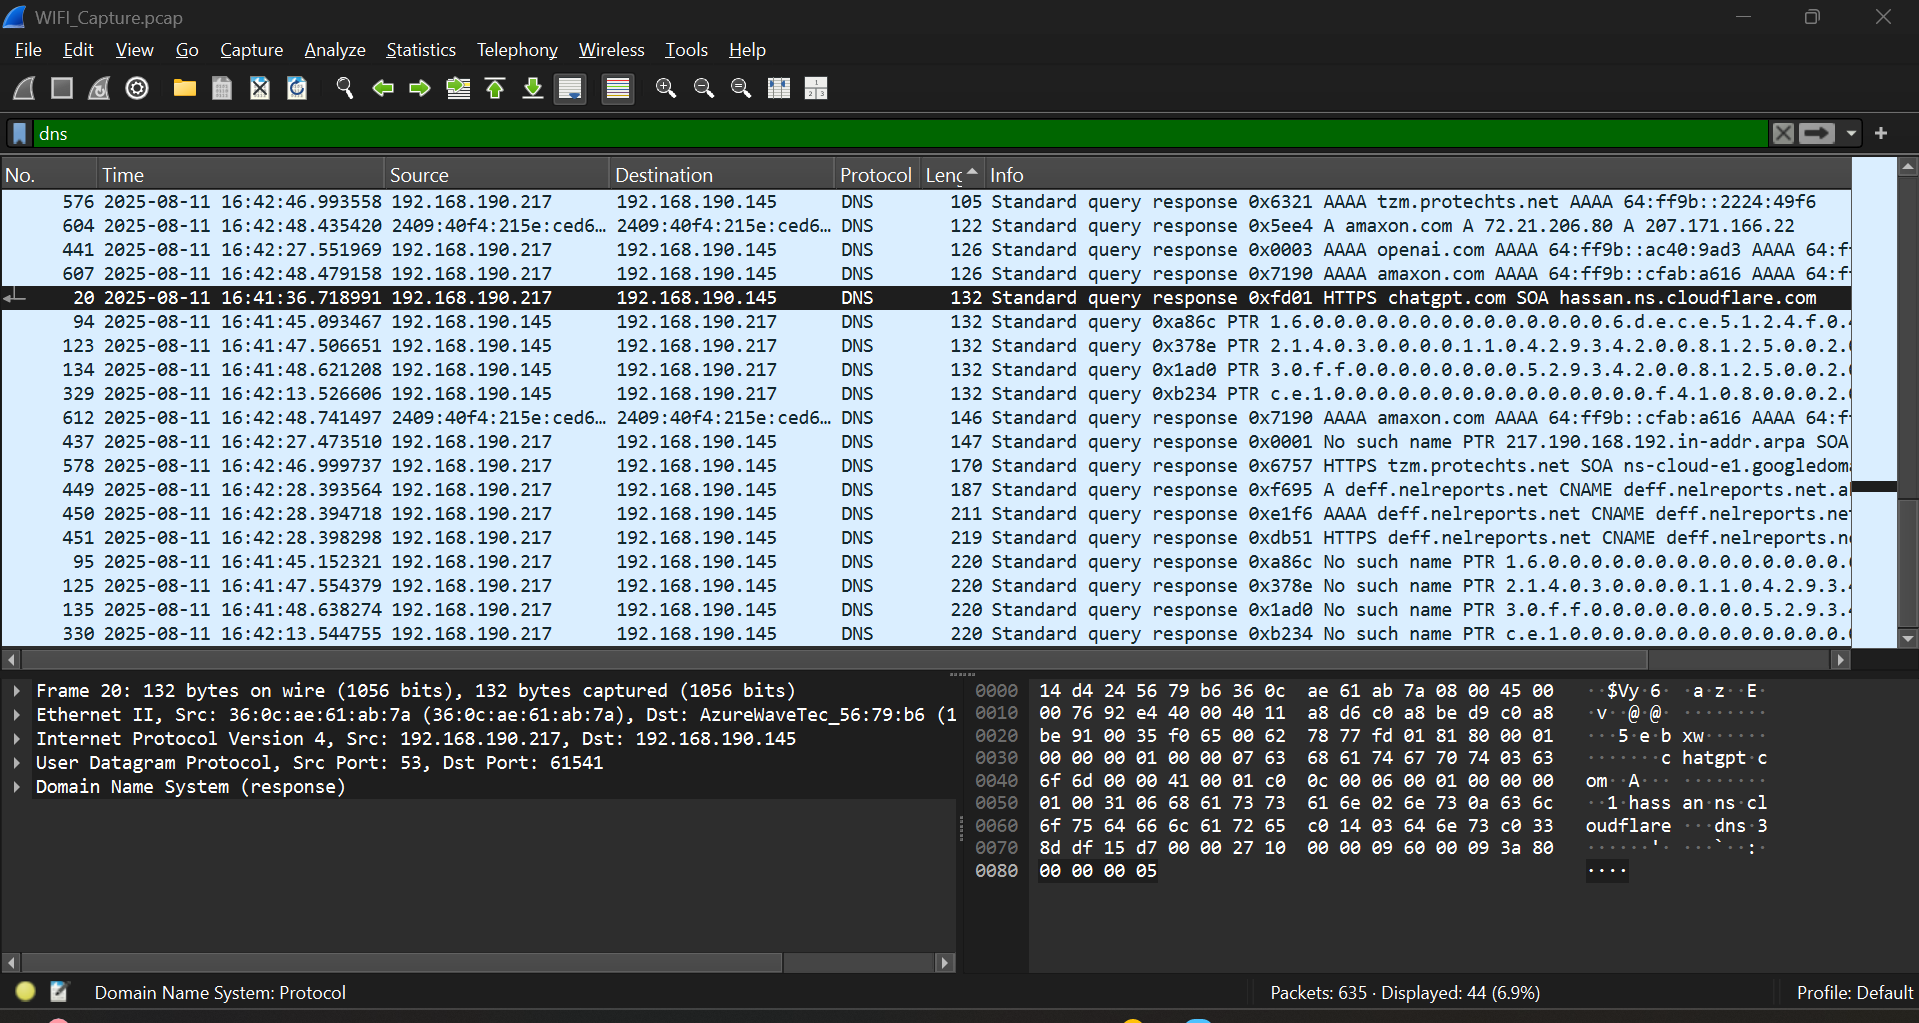 WIFI_Capture.pcap
File Edit View Go Capture Analyze Statistics Telephony Wireless Tools Help
dns
No. Time Source Destination Protocol Leng Info
576 2025-08-11 16:42:46.993558 192.168.190.217 192.168.190.145 DNS 105 Standard query response 0x6321 AAAA tzm.protechts.net AAAA 64:ff9b::2224:49f6
604 2025-08-11 16:42:48.435420 2409:40f4:215e:ced6… 2409:40f4:215e:ced6… DNS 122 Standard query response 0x5ee4 A amaxon.com A 72.21.206.80 A 207.171.166.22
441 2025-08-11 16:42:27.551969 192.168.190.217 192.168.190.145 DNS 126 Standard query response 0x0003 AAAA openai.com AAAA 64:ff9b::ac40:9ad3 AAAA 64:f
607 2025-08-11 16:42:48.479158 192.168.190.217 192.168.190.145 DNS 126 Standard query response 0x7190 AAAA amaxon.com AAAA 64:ff9b::cfab:a616 AAAA 64:f
20 2025-08-11 16:41:36.718991 192.168.190.217 192.168.190.145 DNS 132 Standard query response 0xfd01 HTTPS chatgpt.com SOA hassan.ns.cloudflare.com
94 2025-08-11 16:41:45.093467 192.168.190.145 192.168.190.217 DNS 132 Standard query 0xa86c PTR 1.6.0.0.0.0.0.0.0.0.0.0.0.0.0.0.6.d.e.c.e.5.1.2.4.f.0.
123 2025-08-11 16:41:47.506651 192.168.190.145 192.168.190.217 DNS 132 Standard query 0x378e PTR 2.1.4.0.3.0.0.0.0.1.1.0.4.2.9.3.4.2.0.0.8.1.2.5.0.0.2.
134 2025-08-11 16:41:48.621208 192.168.190.145 192.168.190.217 DNS 132 Standard query 0x1ad0 PTR 3.0.f.f.0.0.0.0.0.0.0.0.5.2.9.3.4.2.0.0.8.1.2.5.0.0.2.
329 2025-08-11 16:42:13.526606 192.168.190.145 192.168.190.217 DNS 132 Standard query 0xb234 PTR c.e.1.0.0.0.0.0.0.0.0.0.0.0.0.0.0.0.f.4.1.0.8.0.0.0.2.
612 2025-08-11 16:42:48.741497 2409:40f4:215e:ced6… 2409:40f4:215e:ced6… DNS 146 Standard query response 0x7190 AAAA amaxon.com AAAA 64:ff9b::cfab:a616 AAAA 64:f
437 2025-08-11 16:42:27.473510 192.168.190.217 192.168.190.145 DNS 147 Standard query response 0x0001 No such name PTR 217.190.168.192.in-addr.arpa SOA
578 2025-08-11 16:42:46.999737 192.168.190.217 192.168.190.145 DNS 170 Standard query response 0x6757 HTTPS tzm.protechts.net SOA ns-cloud-e1.googledom
449 2025-08-11 16:42:28.393564 192.168.190.217 192.168.190.145 DNS 187 Standard query response 0xf695 A deff.nelreports.net CNAME deff.nelreports.net.a
450 2025-08-11 16:42:28.394718 192.168.190.217 192.168.190.145 DNS 211 Standard query response 0xe1f6 AAAA deff.nelreports.net CNAME deff.nelreports.ne
451 2025-08-11 16:42:28.398298 192.168.190.217 192.168.190.145 DNS 219 Standard query response 0xdb51 HTTPS deff.nelreports.net CNAME deff.nelreports.n
95 2025-08-11 16:41:45.152321 192.168.190.217 192.168.190.145 DNS 220 Standard query response 0xa86c No such name PTR 1.6.0.0.0.0.0.0.0.0.0.0.0.0.0.0.
125 2025-08-11 16:41:47.554379 192.168.190.217 192.168.190.145 DNS 220 Standard query response 0x378e No such name PTR 2.1.4.0.3.0.0.0.0.1.1.0.4.2.9.3.
135 2025-08-11 16:41:48.638274 192.168.190.217 192.168.190.145 DNS 220 Standard query response 0x1ad0 No such name PTR 3.0.f.f.0.0.0.0.0.0.0.0.5.2.9.3.
330 2025-08-11 16:42:13.544755 192.168.190.217 192.168.190.145 DNS 220 Standard query response 0xb234 No such name PTR c.e.1.0.0.0.0.0.0.0.0.0.0.0.0.0.
Frame 20: 132 bytes on wire (1056 bits), 132 bytes captured (1056 bits)
Ethernet II, Src: 36:0c:ae:61:ab:7a (36:0c:ae:61:ab:7a), Dst: AzureWaveTec_56:79:b6 (1
Internet Protocol Version 4, Src: 192.168.190.217, Dst: 192.168.190.145
User Datagram Protocol, Src Port: 53, Dst Port: 61541
Domain Name System (response)
0000 14 d4 24 56 79 b6 36 0c ae 61 ab 7a 08 00 45 00 ··$Vy·6· ·a·z··E·
0010 00 76 92 e4 40 00 40 11 a8 d6 c0 a8 be d9 c0 a8 ·v··@·@· ········
0020 be 91 00 35 f0 65 00 62 78 77 fd 01 81 80 00 01 ···5·e·b xw······
0030 00 00 00 01 00 00 07 63 68 61 74 67 70 74 03 63 ·······c hatgpt·c
0040 6f 6d 00 00 41 00 01 c0 0c 00 06 00 01 00 00 00 om··A··· ········
0050 01 00 31 06 68 61 73 73 61 6e 02 6e 73 0a 63 6c ··1·hass an·ns·cl
0060 6f 75 64 66 6c 61 72 65 c0 14 03 64 6e 73 c0 33 oudflare ···dns·3
0070 8d df 15 d7 00 00 27 10 00 00 09 60 00 09 3a 80 ······'· ···`··:·
0080 00 00 00 05 ····
Domain Name System: Protocol
Packets: 635 · Displayed: 44 (6.9%)
Profile: Default